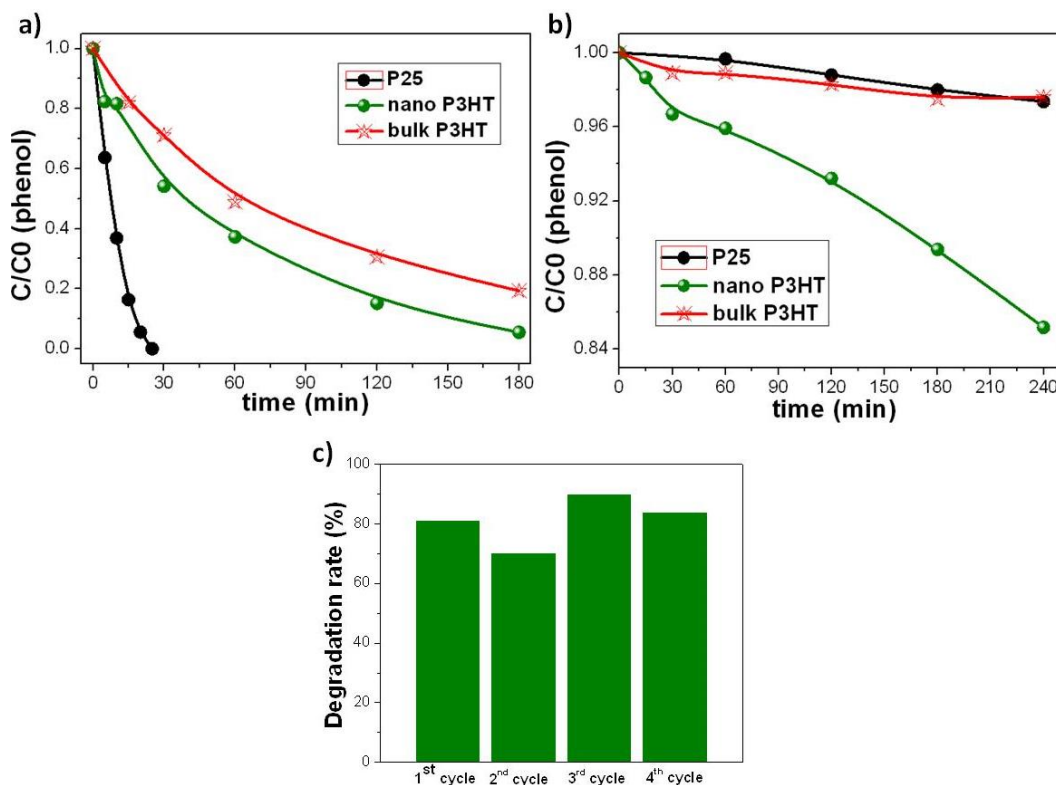 a)
C/C0 (phenol)
1.0
0.8
0.6
0.4
0.2
0.0
P25
nano P3HT
bulk P3HT
0 30 60 90 120 150 180
time (min)
b)
C/C0 (phenol)
1.00
0.96
0.92
0.88
0.84
P25
nano P3HT
bulk P3HT
0 30 60 90 120 150 180 210 240
time (min)
c)
Degradation rate (%)
100
80
60
40
20
0
1st cycle 2nd cycle 3rd cycle 4th cycle